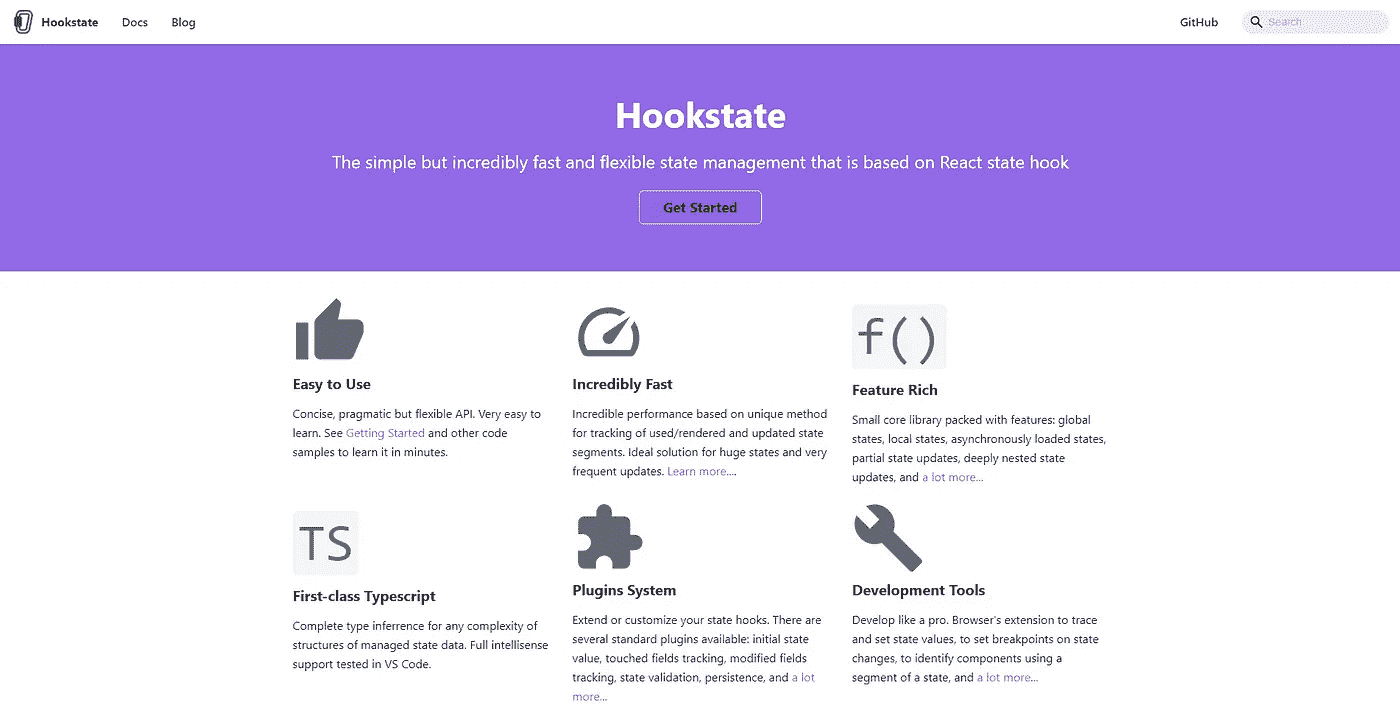 Hookstate Docs Blog GitHub Search
Hookstate
The simple but incredibly fast and flexible state management that is based on React state hook
Get Started
Easy to Use
Concise, pragmatic but flexible API. Very easy to
learn. See Getting Started and other code
samples to learn it in minutes.
Incredibly Fast
Incredible performance based on unique method
for tracking of used/rendered and updated state
segments. Ideal solution for huge states and very
frequent updates. Learn more....
f()
Feature Rich
Small core library packed with features: global
states, local states, asynchronously loaded states,
partial state updates, deeply nested state
updates, and a lot more...
TS
First-class Typescript
Complete type inferrence for any complexity of
structures of managed state data. Full intellisense
support tested in VS Code.
Plugins System
Extend or customize your state hooks. There are
several standard plugins available: initial state
value, touched fields tracking, modified fields
tracking, state validation, persistence, and a lot
more...
Development Tools
Develop like a pro. Browser's extension to trace
and set state values, to set breakpoints on state
changes, to identify components using a
segment of a state, and a lot more...